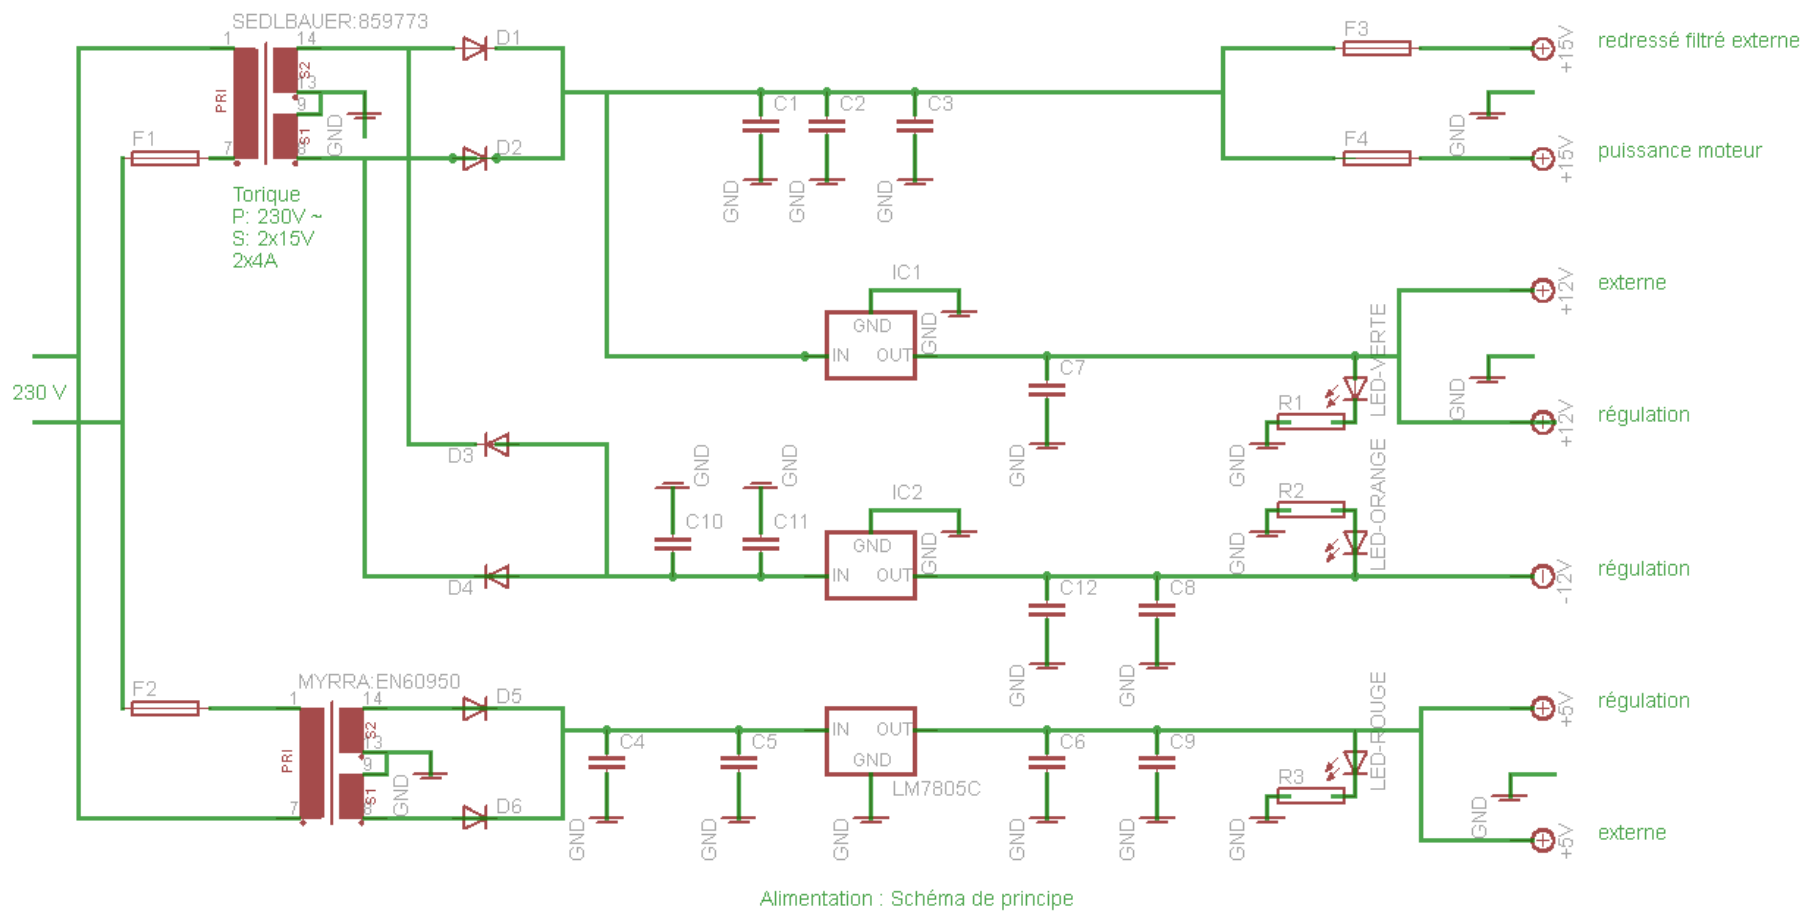 SEDLBAUER:859773
1
14
D1
F3
+15V
redressé filtré externe
S2
13
PRI
9
C1
C2
C3
GND
F1
S1
GND
D2
F4
+15V
puissance moteur
7
8
GND
GND
GND
Torique
P: 230V ~
S: 2x15V
2x4A
IC1
externe
+12V
GND
IN
OUT
GND
LED-VERTE
C7
230 V
R1
GND
régulation
+12V
D3
GND
GND
GND
GND
IC2
R2
LED-ORANGE
C10
C11
GND
IN
OUT
GND
GND
régulation
-12V
D4
C12
C8
GND
GND
MYRRA:EN60950
F2
1
14
D5
régulation
+5V
S2
13
PRI
9
C4
C5
IN
OUT
GND
C6
C9
LED-ROUGE
LM7805C
R3
S1
GND
7
8
D6
GND
GND
GND
GND
GND
GND
GND
+5V
externe
Alimentation : Schéma de principe